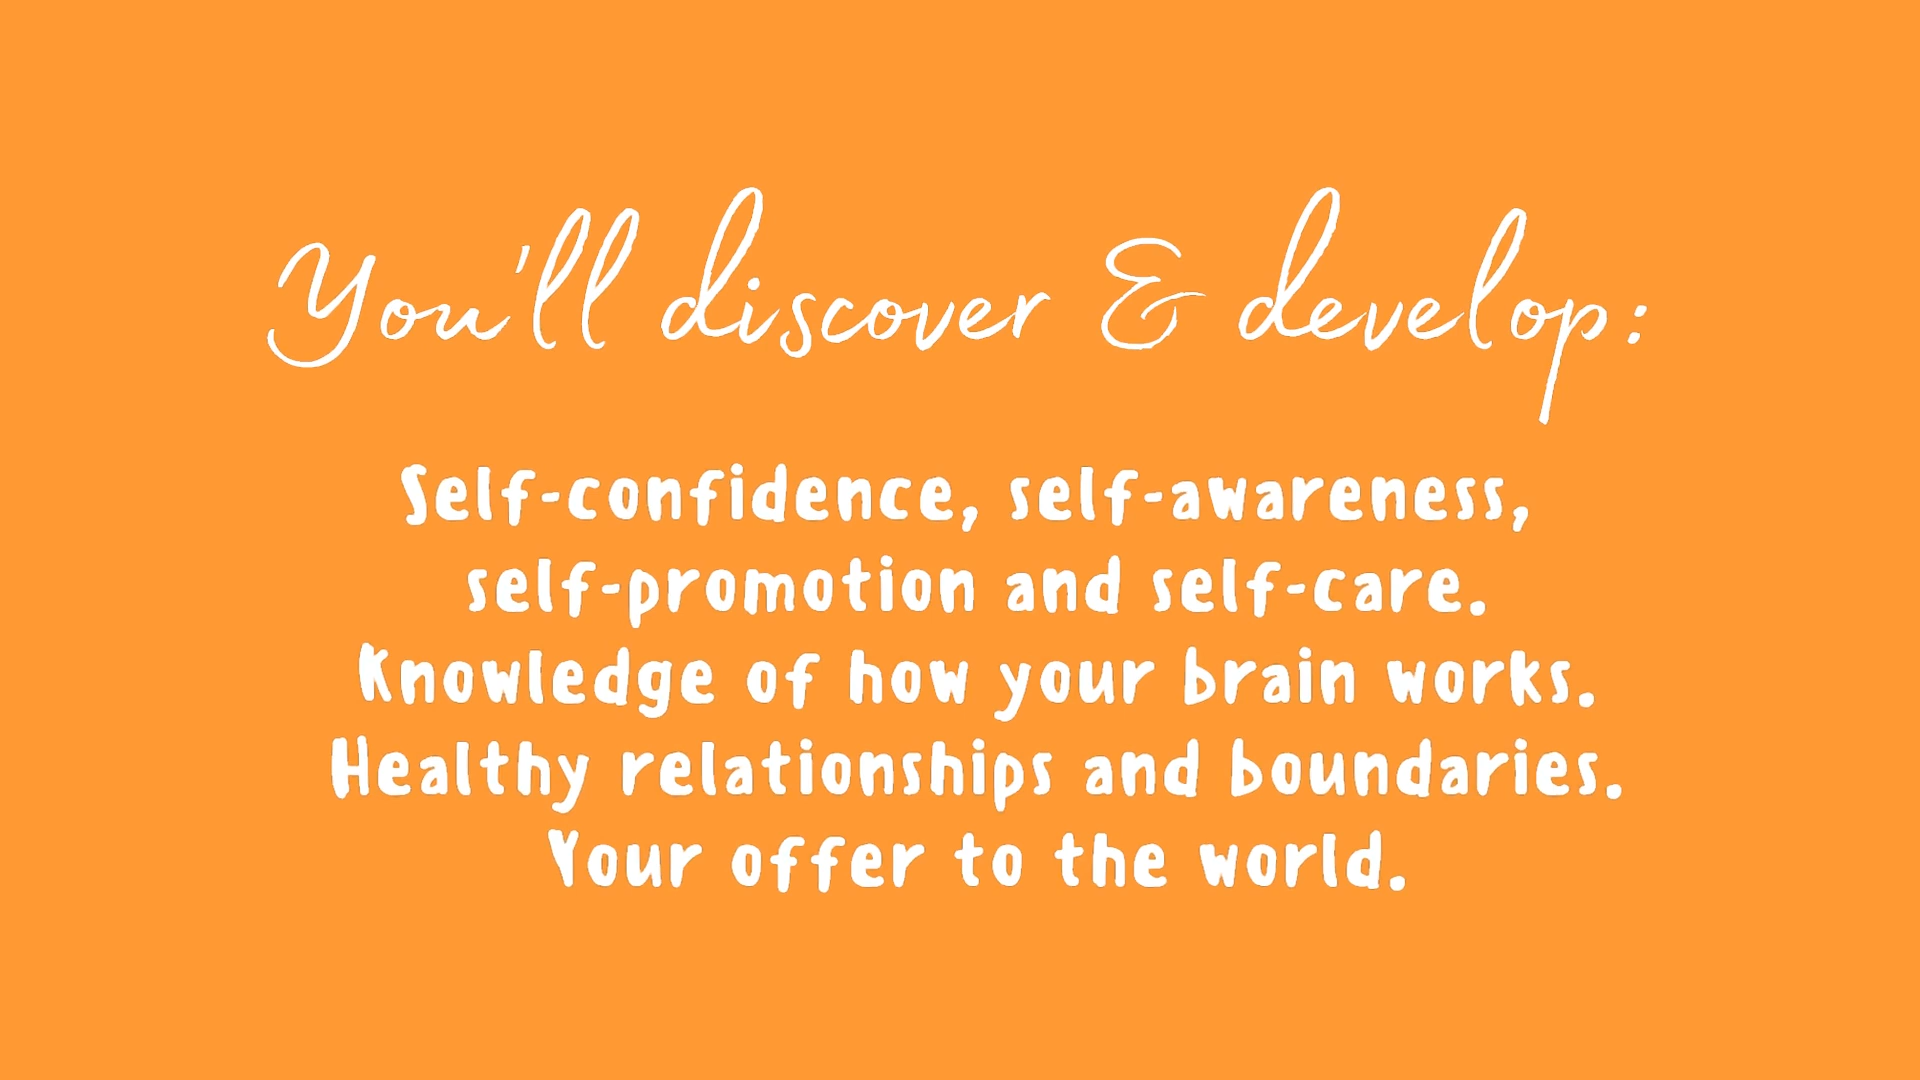 You'll discover & develop:
Self-confidence, self-awareness,
self-promotion and self-care.
Knowledge of how your brain works.
Healthy relationships and boundaries.
Your offer to the world.